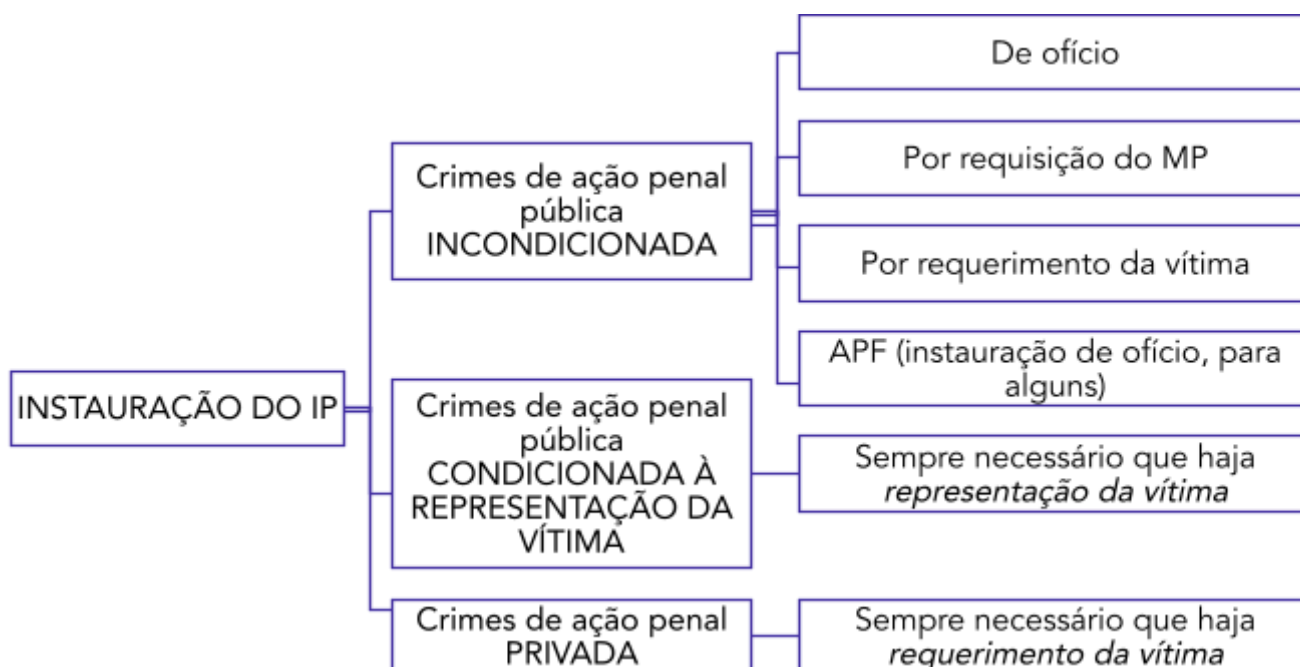 INSTAURAÇÃO DO IP
Crimes de ação penal
pública
INCONDICIONADA
De ofício
Por requisição do MP
Por requerimento da vítima
APF (instauração de ofício, para
alguns)
Crimes de ação penal
pública
CONDICIONADA À
REPRESENTAÇÃO DA
VÍTIMA
Sempre necessário que haja
representação da vítima
Crimes de ação penal
PRIVADA
Sempre necessário que haja
requerimento da vítima